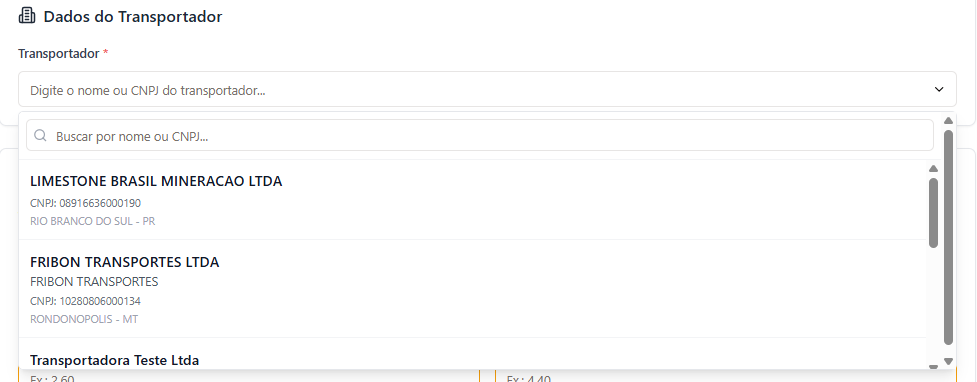 Dados do Transportador
Transportador *
Digite o nome ou CNPJ do transportador...
Buscar por nome ou CNPJ...
LIMESTONE BRASIL MINERACAO LTDA
CNPJ: 08916636000190
RIO BRANCO DO SUL - PR
FRIBON TRANSPORTES LTDA
FRIBON TRANSPORTES
CNPJ: 10280806000134
RONDONOPOLIS - MT
Transportadora Teste Ltda
Ex.: 2.60
Ex.: 4.40